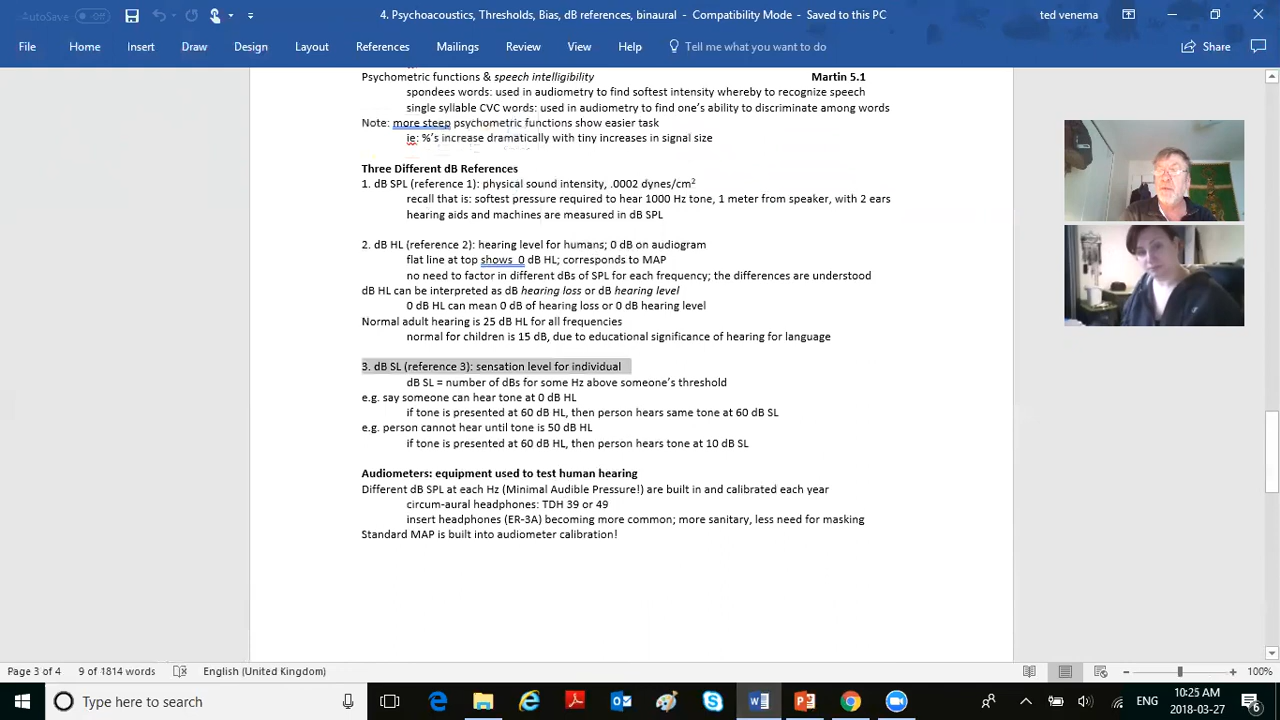 AutoSave
Off
4. Psychoacoustics, Thresholds, Bias, dB references, binaural - Compatibility Mode - Saved to this PC
ted venema
File
Home
Insert
Draw
Design
Layout
References
Mailings
Review
View
Help
Tell me what you want to do
Share
Psychometric functions & speech intelligibility Martin 5.1
spondees words: used in audiometry to find softest intensity whereby to recognize speech
single syllable CVC words: used in audiometry to find one's ability to discriminate among words
Note: more steep psychometric functions show easier task
ie: %'s increase dramatically with tiny increases in signal size
Three Different dB References
1. dB SPL (reference 1): physical sound intensity, .0002 dynes/cm²
recall that is: softest pressure required to hear 1000 Hz tone, 1 meter from speaker, with 2 ears
hearing aids and machines are measured in dB SPL
2. dB HL (reference 2): hearing level for humans; 0 dB on audiogram
flat line at top shows 0 dB HL; corresponds to MAP
no need to factor in different dBs of SPL for each frequency; the differences are understood
dB HL can be interpreted as dB hearing loss or dB hearing level
0 dB HL can mean 0 dB of hearing loss or 0 dB hearing level
Normal adult hearing is 25 dB HL for all frequencies
normal for children is 15 dB, due to educational significance of hearing for language
3. dB SL (reference 3): sensation level for individual
dB SL = number of dBs for some Hz above someone's threshold
e.g. say someone can hear tone at 0 dB HL
if tone is presented at 60 dB HL, then person hears same tone at 60 dB SL
e.g. person cannot hear until tone is 50 dB HL
if tone is presented at 60 dB HL, then person hears tone at 10 dB SL
Audiometers: equipment used to test human hearing
Different dB SPL at each Hz (Minimal Audible Pressure!) are built in and calibrated each year
circum-aural headphones: TDH 39 or 49
insert headphones (ER-3A) becoming more common; more sanitary, less need for masking
Standard MAP is built into audiometer calibration!
Page 3 of 4
9 of 1814 words
English (United Kingdom)
100%
Type here to search
ENG
10:25 AM
2018-03-27
6